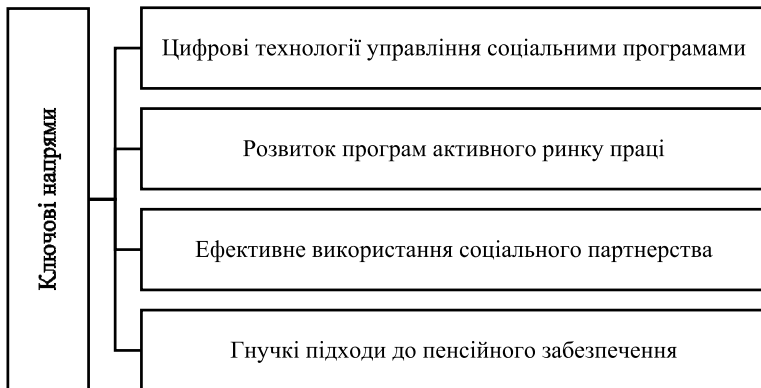 Ключові напрями
Цифрові технології управління соціальними програмами
Розвиток програм активного ринку праці
Ефективне використання соціального партнерства
Гнучкі підходи до пенсійного забезпечення